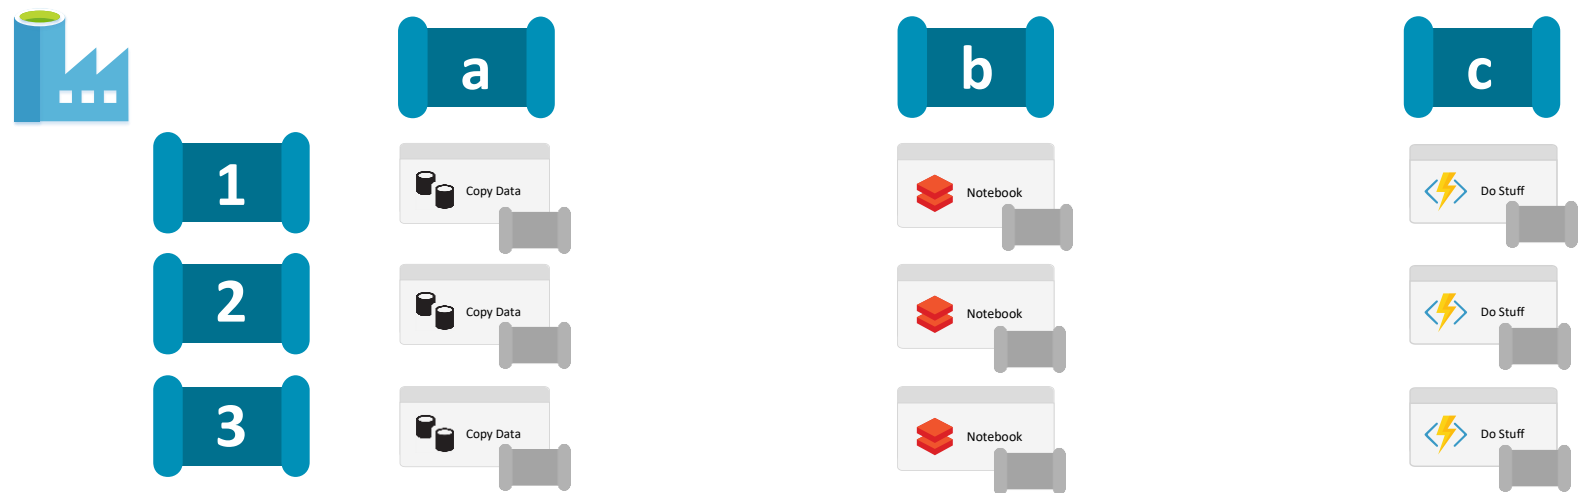 a
b
c
1
Copy Data
Notebook
Do Stuff
2
Copy Data
Notebook
Do Stuff
3
Copy Data
Notebook
Do Stuff